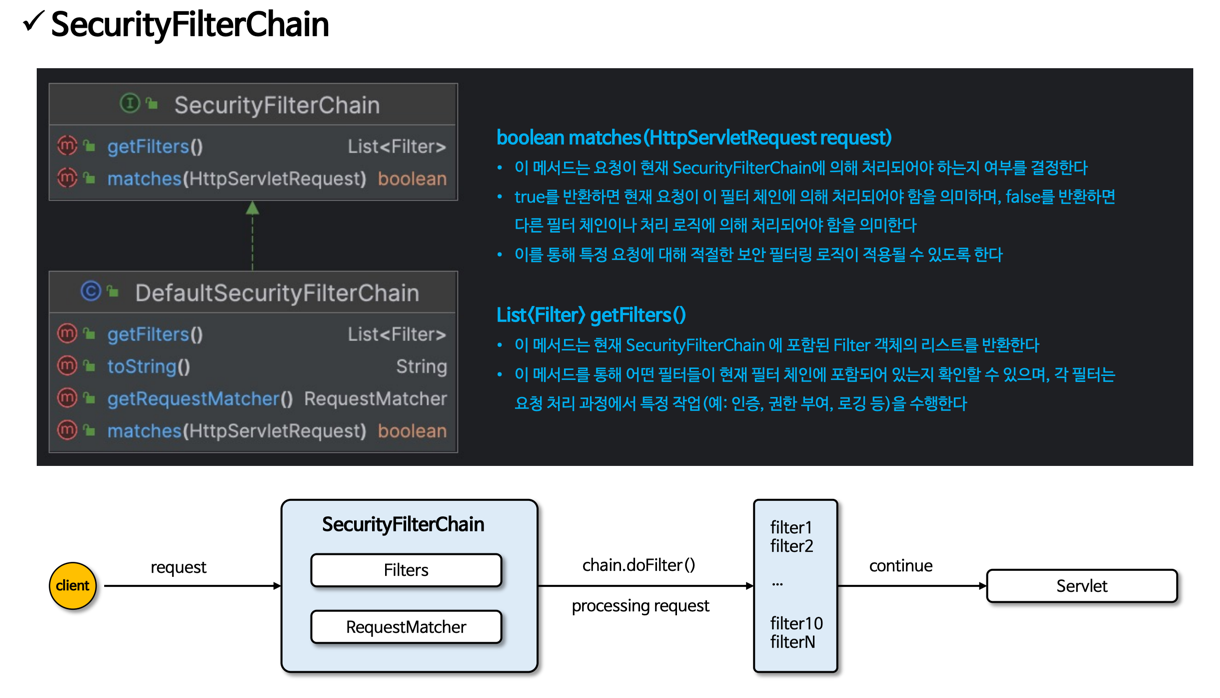 ✓ SecurityFilterChain
SecurityFilterChain
getFilters() List<Filter>
matches(HttpServletRequest) boolean
DefaultSecurityFilterChain
getFilters() List<Filter>
toString() String
getRequestMatcher() RequestMatcher
matches(HttpServletRequest) boolean
boolean matches(HttpServletRequest request)
• 이 메서드는 요청이 현재 SecurityFilterChain에 의해 처리되어야 하는지 여부를 결정한다
• true를 반환하면 현재 요청이 이 필터 체인에 의해 처리되어야 함을 의미하며, false를 반환하면
다른 필터 체인이나 처리 로직에 의해 처리되어야 함을 의미한다
• 이를 통해 특정 요청에 대해 적절한 보안 필터링 로직이 적용될 수 있도록 한다
List<Filter> getFilters()
• 이 메서드는 현재 SecurityFilterChain 에 포함된 Filter 객체의 리스트를 반환한다
• 이 메서드를 통해 어떤 필터들이 현재 필터 체인에 포함되어 있는지 확인할 수 있으며, 각 필터는
요청 처리 과정에서 특정 작업(예: 인증, 권한 부여, 로깅 등)을 수행한다
client
request
SecurityFilterChain
Filters
RequestMatcher
chain.doFilter()
processing request
filter1
filter2
...
filter10
filterN
continue
Servlet